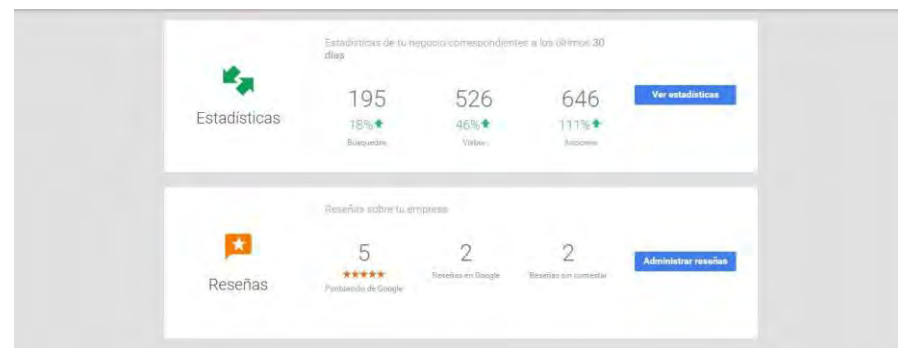 Estadísticas de tu negocio correspondientes a los últimos 30
días
Estadísticas
195
526
646
18%
46%
111%
Búsquedas
Visitas
Acciones
Ver estadísticas
Reseñas sobre tu empresa
Reseñas
5
2
2
Puntuación de Google
Reseñas en Google
Reseñas sin contestar
Administrar reseñas